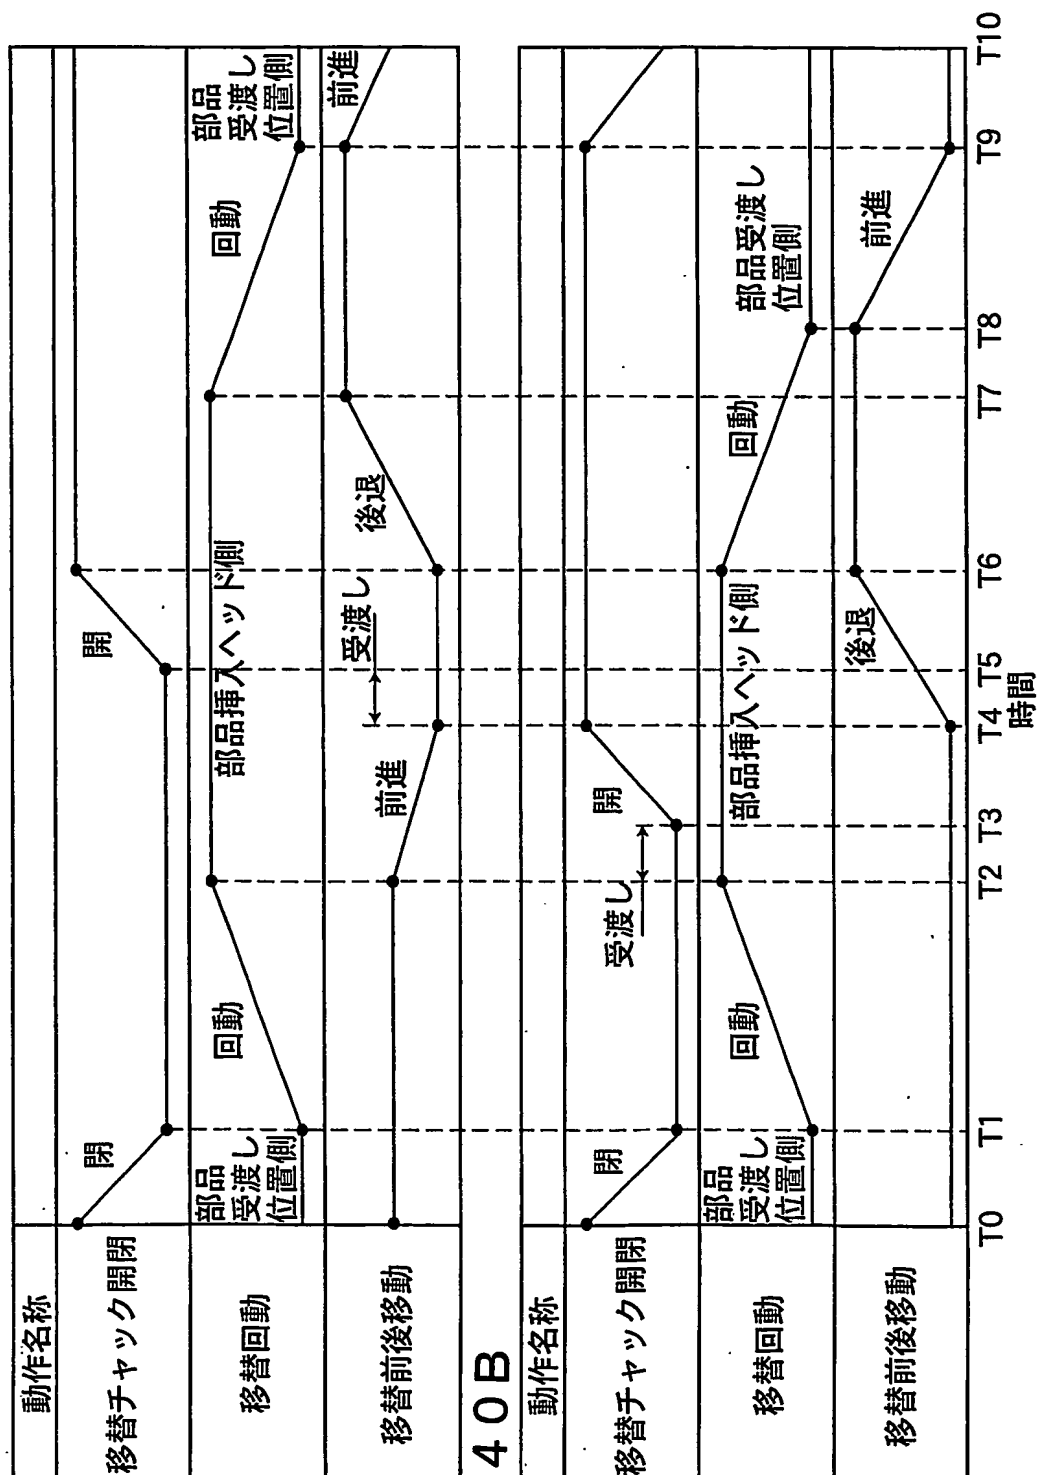 動作名称
移替チャック開閉
閉
開
移替回動
部品
受渡し
位置側
回動
部品挿入ヘッド側
回動
部品
受渡し
位置側
移替前後移動
前進
受渡し
後退
前進
40B
動作名称
移替チャック開閉
閉
受渡し
開
移替回動
部品
受渡し
位置側
回動
部品挿入ヘッド側
回動
部品受渡し
位置側
移替前後移動
後退
前進
T0 T1 T2 T3 T4 T5 T6 T7 T8 T9 T10
時間